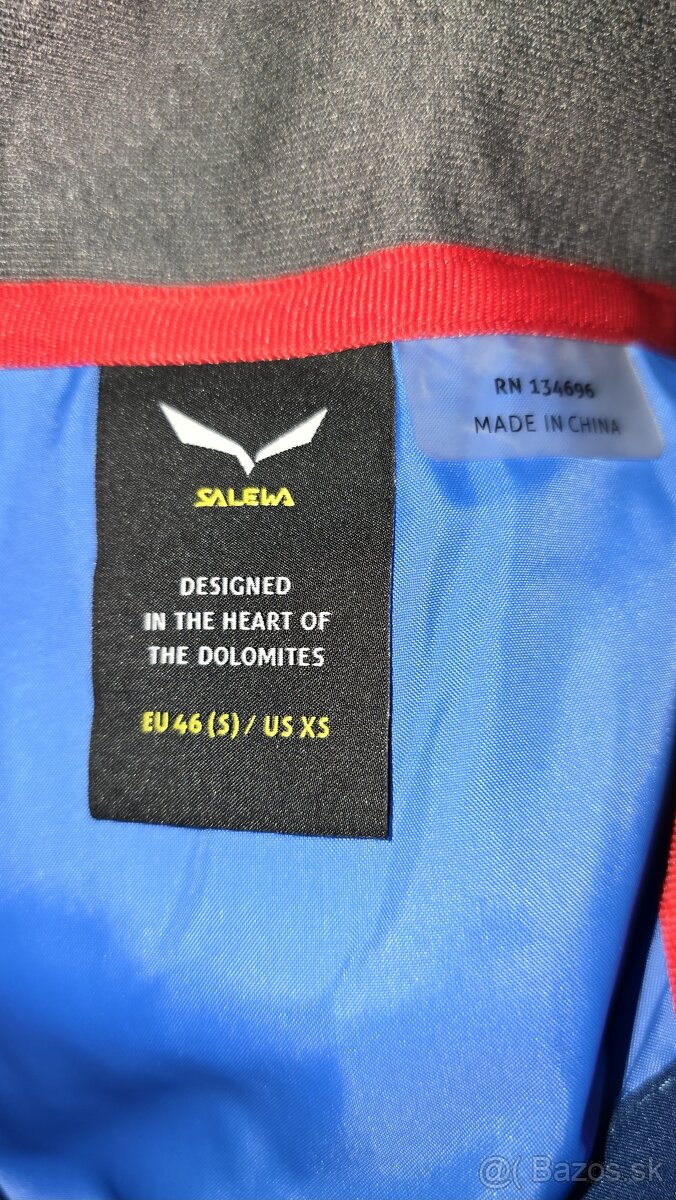 SALEWA
DESIGNED
IN THE HEART OF
THE DOLOMITES
EU 46 (S) / US XS
RN 134696
MADE IN CHINA
@( Bazos.sk